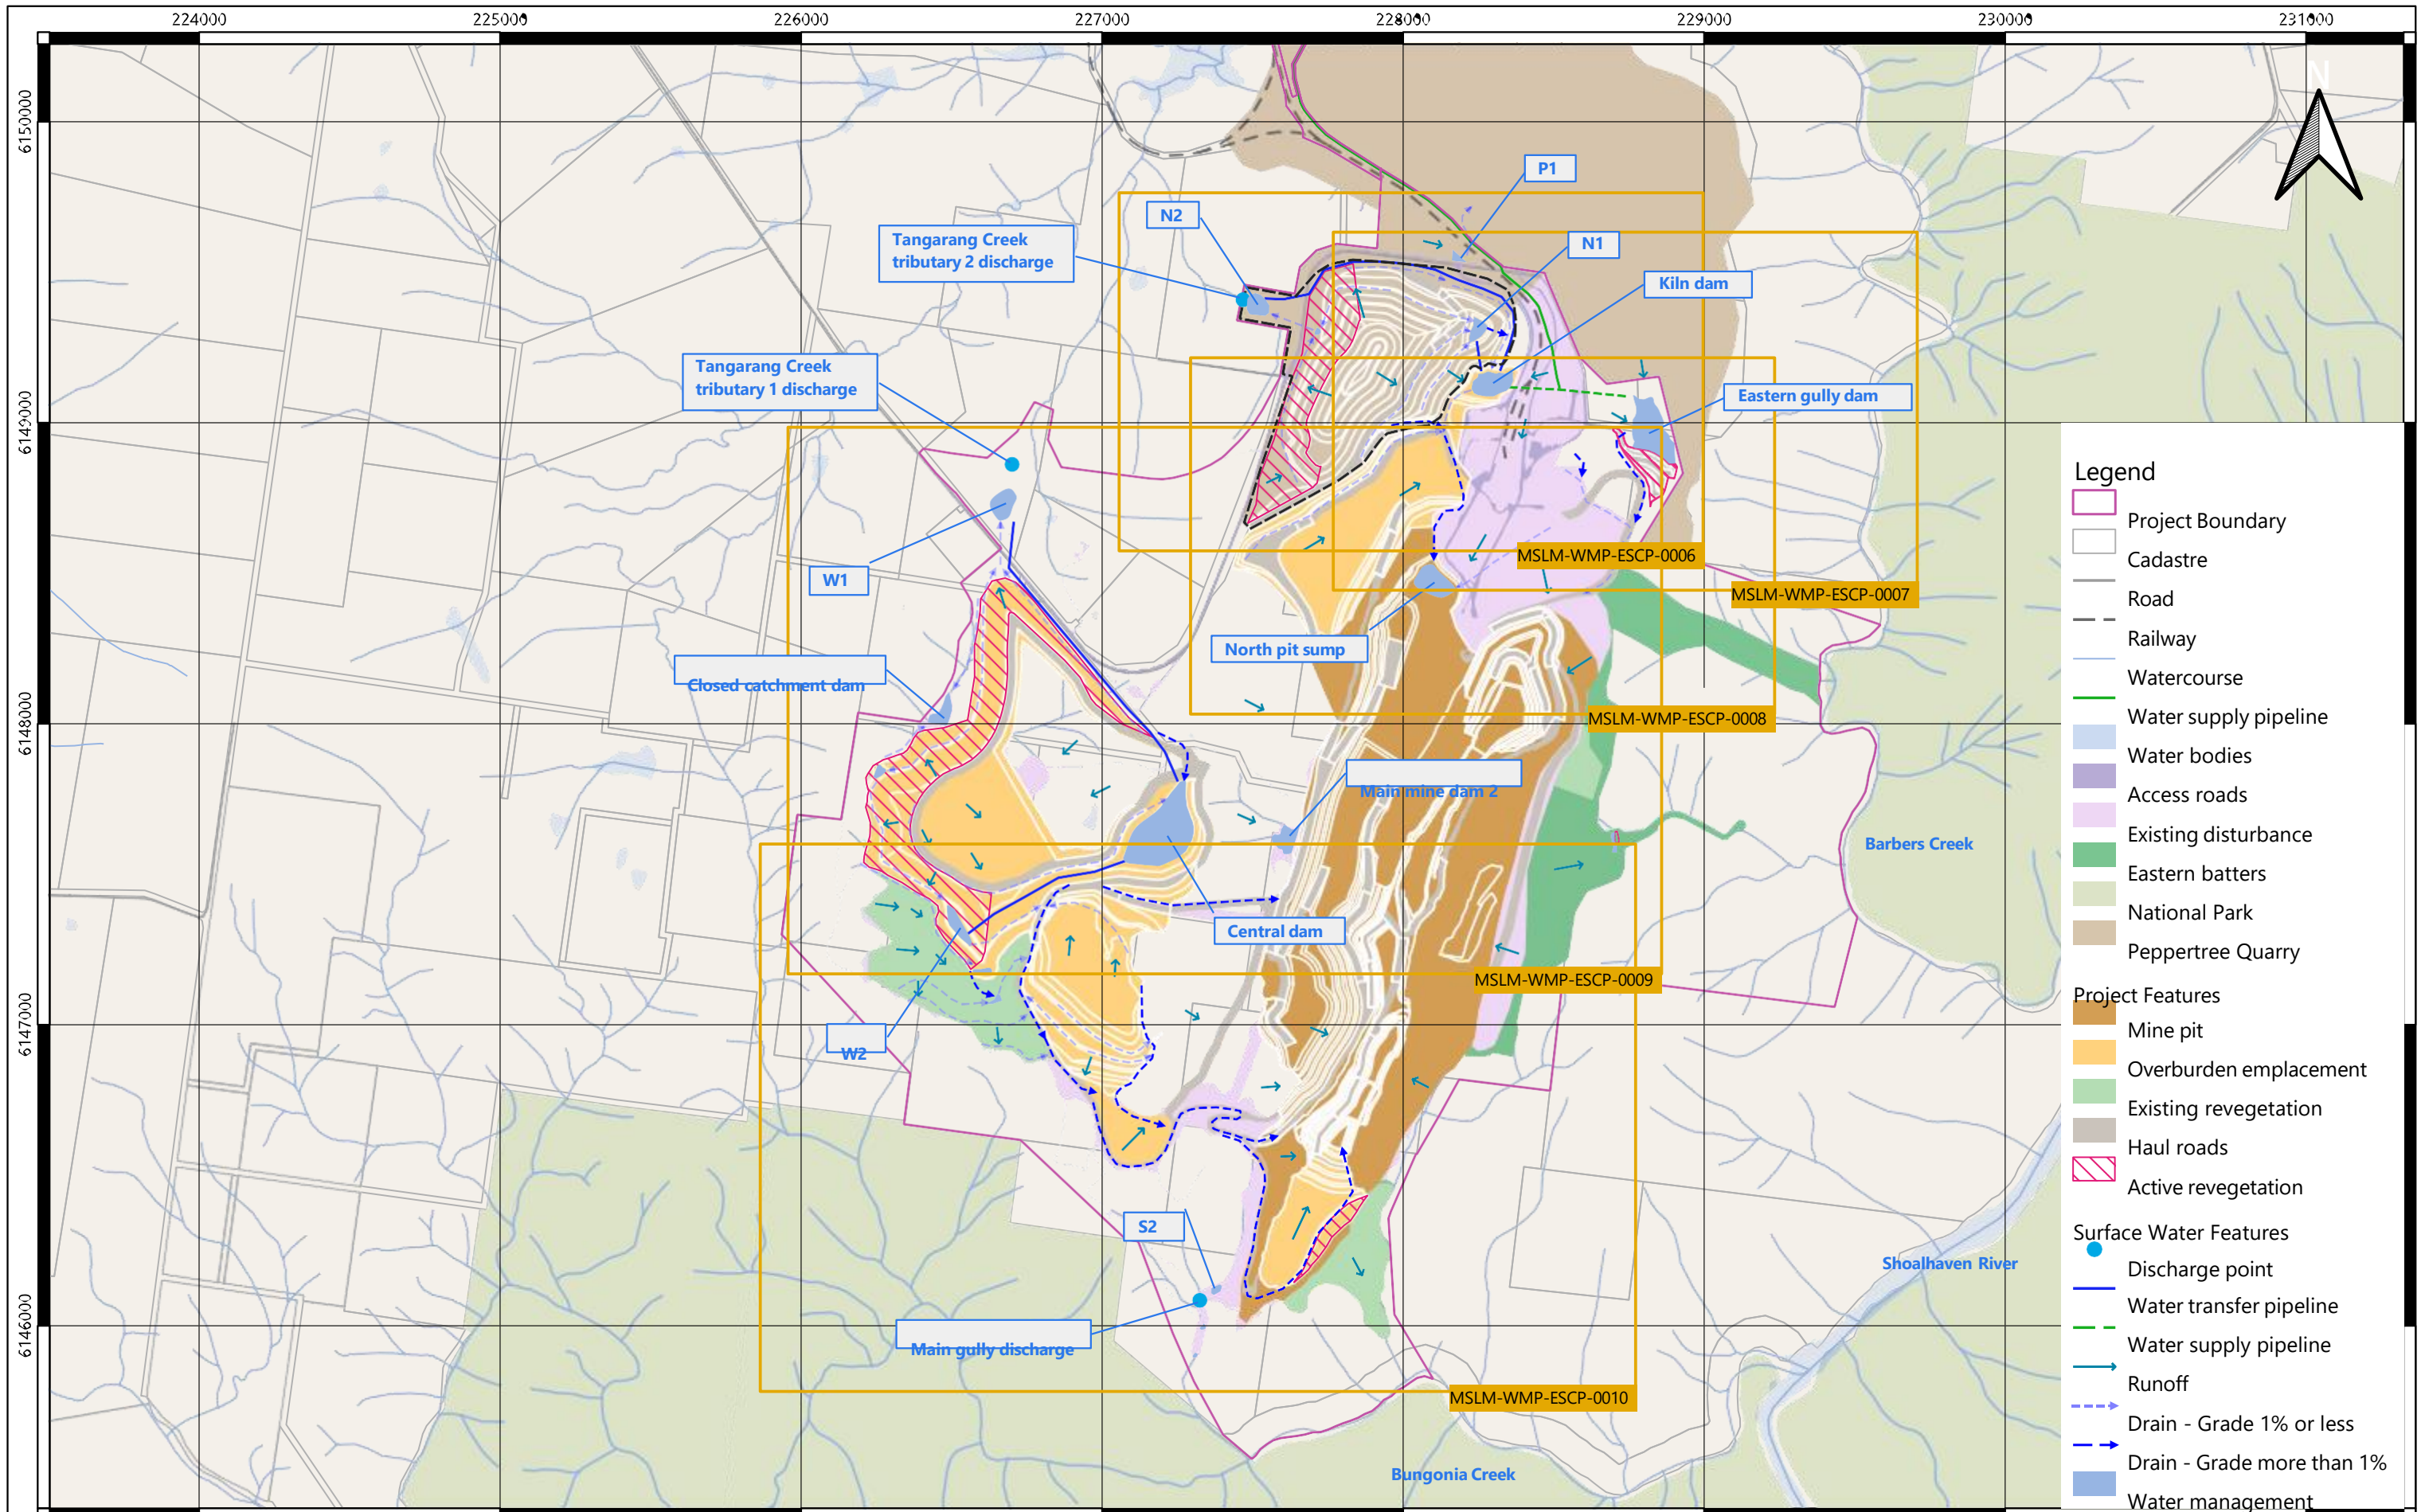 224000 225000 226000 227000 228000 229000 230000 231000
6150000
6149000
6148000
6147000
6146000
N
P1
N2
N1
Tangarang Creek
tributary 2 discharge
Kiln dam
Tangarang Creek
tributary 1 discharge
Eastern gully dam
W1
MSLM-WMP-ESCP-0006
MSLM-WMP-ESCP-0007
North pit sump
Closed catchment dam
MSLM-WMP-ESCP-0008
Main mine dam 2
Barbers Creek
Central dam
MSLM-WMP-ESCP-0009
W2
S2
Shoalhaven River
Main gully discharge
MSLM-WMP-ESCP-0010
Bungonia Creek
Legend
Project Boundary
Cadastre
Road
Railway
Watercourse
Water supply pipeline
Water bodies
Access roads
Existing disturbance
Eastern batters
National Park
Peppertree Quarry
Project Features
Mine pit
Overburden emplacement
Existing revegetation
Haul roads
Active revegetation
Surface Water Features
Discharge point
Water transfer pipeline
Water supply pipeline
Runoff
Drain - Grade 1% or less
Drain - Grade more than 1%
Water management